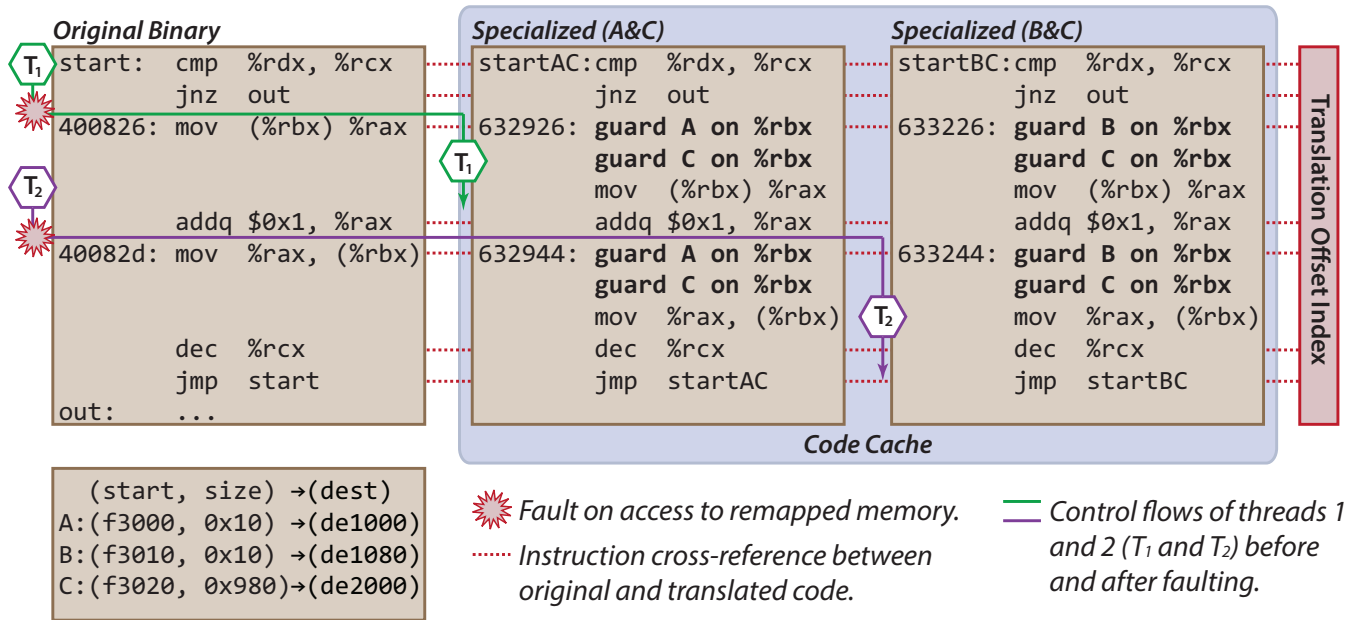 Original Binary
start: cmp %rdx, %rcx
jnz out
400826: mov (%rbx) %rax
addq $0x1, %rax
40082d: mov %rax, (%rbx)
dec %rcx
jmp start
out: ...
T1
T2
Specialized (A&C)
startAC:cmp %rdx, %rcx
jnz out
632926: guard A on %rbx
guard C on %rbx
mov (%rbx) %rax
addq $0x1, %rax
632944: guard A on %rbx
guard C on %rbx
mov %rax, (%rbx)
dec %rcx
jmp startAC
T1
Specialized (B&C)
startBC:cmp %rdx, %rcx
jnz out
633226: guard B on %rbx
guard C on %rbx
mov (%rbx) %rax
addq $0x1, %rax
633244: guard B on %rbx
guard C on %rbx
mov %rax, (%rbx)
dec %rcx
jmp startBC
T2
Code Cache
Translation Offset Index
(start, size) →(dest)
A:(f3000, 0x10) →(de1000)
B:(f3010, 0x10) →(de1080)
C:(f3020, 0x980)→(de2000)
Fault on access to remapped memory.
Instruction cross-reference between
original and translated code.
Control flows of threads 1
and 2 (T1 and T2) before
and after faulting.